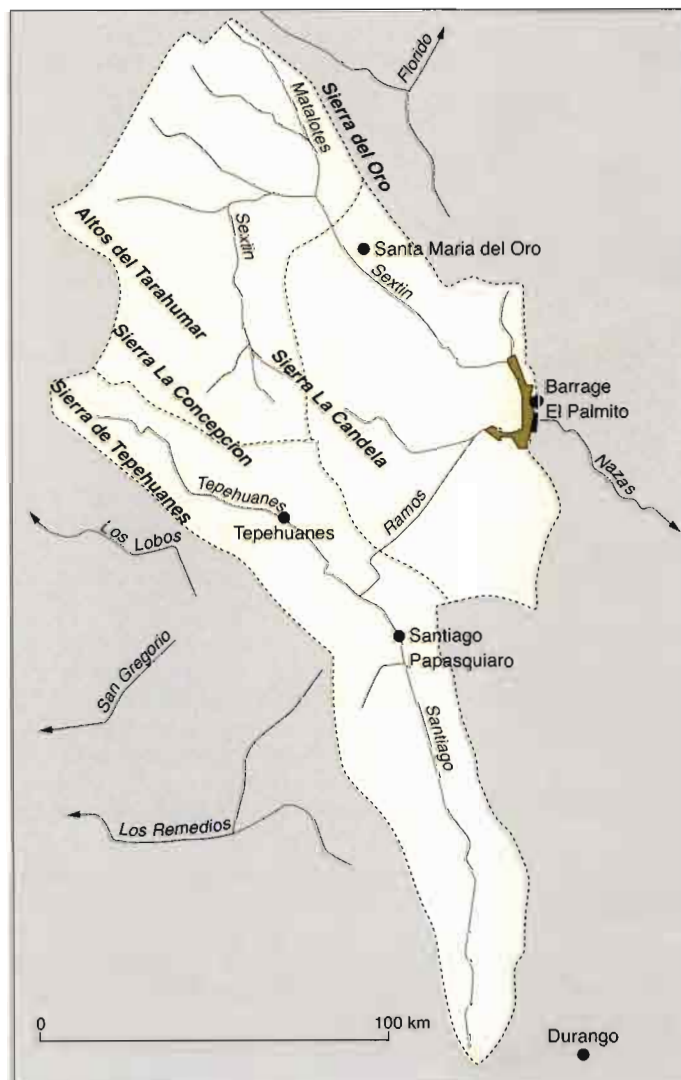 Florido
Matalotes
Sierra del Oro
Sextin
Santa Maria del Oro
Sextin
Altos del Tarahumar
Sierra La Concepcion
Sierra La Candela
Sierra de Tepehuanes
Barrage
El Palmito
Nazas
Tepehuanes
Tepehuanes
Ramos
Los Lobos
Santiago
Papasquiaro
San Gregorio
Santiago
Los Remedios
0
100 km
Durango